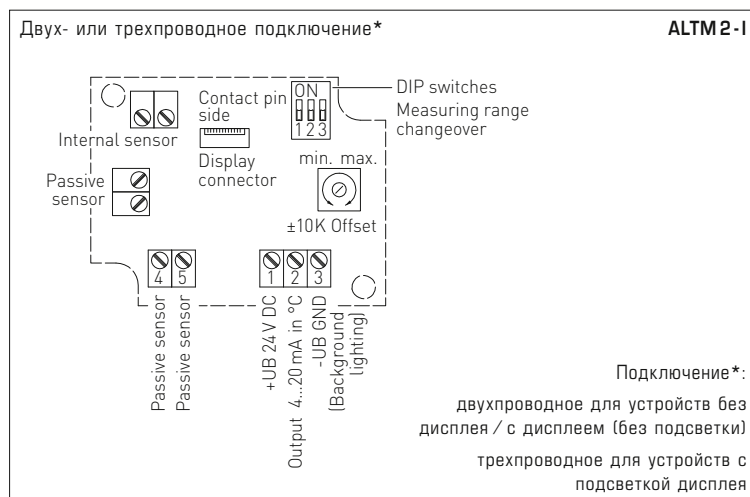 Двух- или трехпроводное подключение*
ALTM 2 - I
ON
1 2 3
DIP switches
Measuring range
changeover
Contact pin
side
Internal sensor
Display
connector
min. max.
±10K Offset
Passive
sensor
4 5
1 2 3
Passive sensor
Passive sensor
+UB 24 V DC
Output 4...20 mA in °C
-UB GND
(Background
lighting)
Подключение*:
двухпроводное для устройств без
дисплея / с дисплеем (без подсветки)
трехпроводное для устройств с
подсветкой дисплея